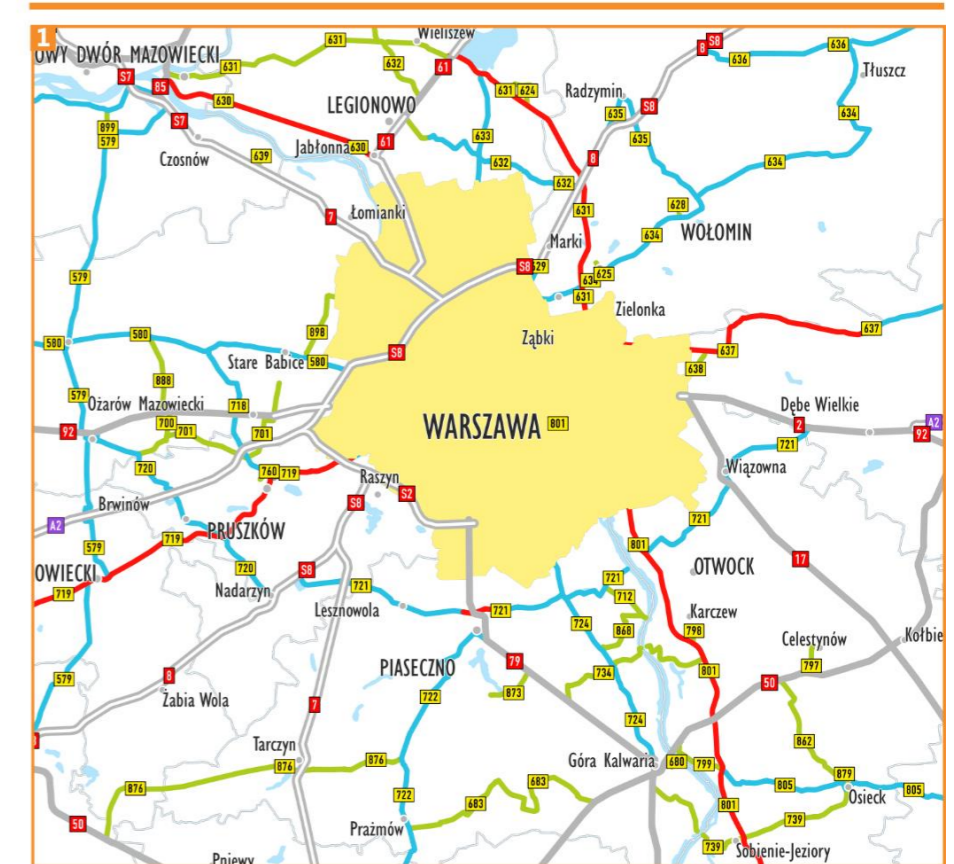 1
OWY DWÓR MAZOWIECKI
631
Wieliszew
8
S8
636
636
Tłuszcz
S7
85
631
632
61
631
624
Radzymin
630
LEGIONOWO
635
S8
634
899
579
S7
Czosnów
639
Jabłonna
630
61
633
635
632
8
634
632
628
7
Łomianki
631
634
WOŁOMIN
Marki
579
S8
629
625
634
631
Zielonka
580
580
898
Ząbki
637
Stare Babice
580
S8
637
638
888
579
Ożarów Mazowiecki
718
WARSZAWA
801
Dębe Wielkie
A2
92
700
701
701
2
92
721
720
760
719
Raszyn
Wiązowna
Brwinów
S8
S2
A2
PRUSZKÓW
721
579
719
801
17
OWIECKI
720
S8
721
OTWOCK
719
Nadarzyn
721
712
Lesznowola
721
Karczew
724
868
798
Celestynów
Kołbie
PIASECZNO
79
801
797
579
8
734
50
Żabia Wola
722
873
7
724
Tarczyn
862
876
876
Góra Kalwaria
680
799
879
876
683
805
805
722
683
801
Osieck
50
739
Prażmów
739
Sobienie-Jeziory
Pniewy